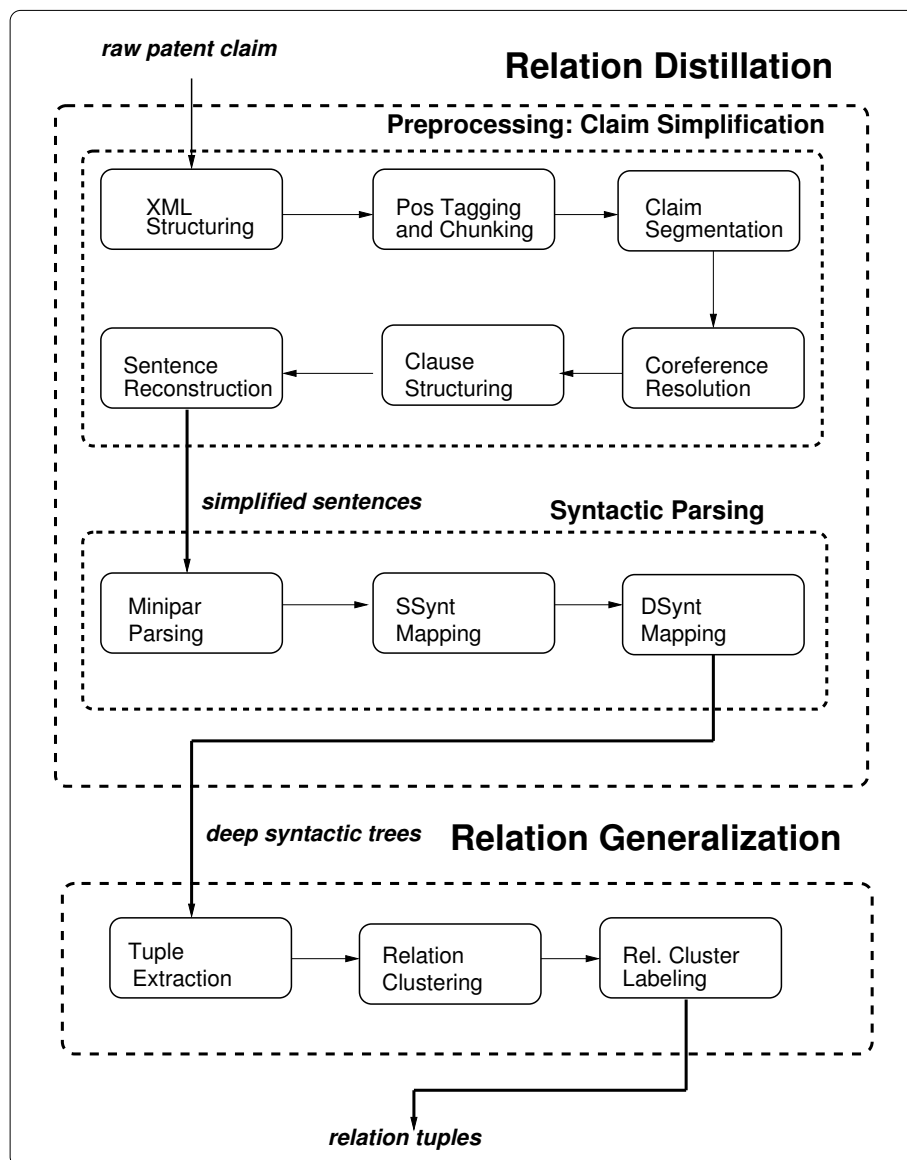 raw patent claim
Relation Distillation
Preprocessing: Claim Simplification
XML
Structuring
Pos Tagging
and Chunking
Claim
Segmentation
Coreference
Resolution
Clause
Structuring
Sentence
Reconstruction
simplified sentences
Syntactic Parsing
Minipar
Parsing
SSynt
Mapping
DSynt
Mapping
deep syntactic trees
Relation Generalization
Tuple
Extraction
Relation
Clustering
Rel. Cluster
Labeling
relation tuples